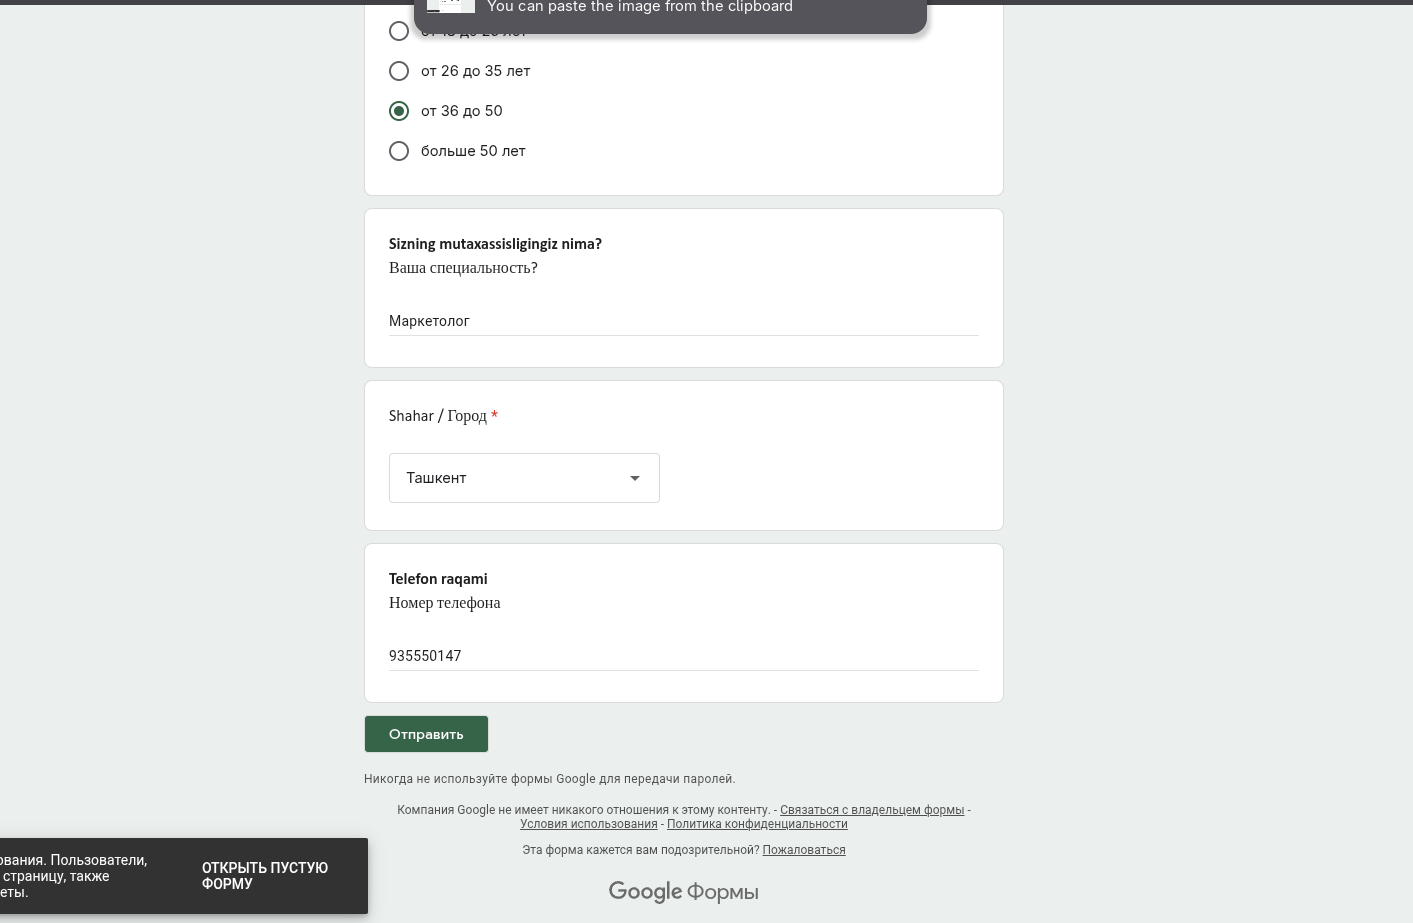 You can paste the image from the clipboard
от 26 до 35 лет
от 36 до 50
больше 50 лет
Sizning mutaxassisligingiz nima?
Ваша специальность?
Маркетолог
Shahar / Город *
Ташкент
Telefon raqami
Номер телефона
935550147
Отправить
Никогда не используйте формы Google для передачи паролей.
Компания Google не имеет никакого отношения к этому контенту. - Связаться с владельцем формы -
Условия использования - Политика конфиденциальности
Эта форма кажется вам подозрительной? Пожаловаться
Пользователи,
страницу, также
ОТКРЫТЬ ПУСТУЮ
ФОРМУ
Google Формы